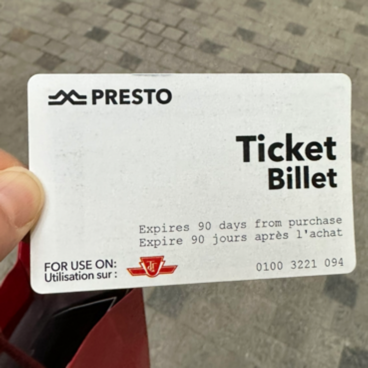 PRESTO
Ticket
Billet
Expires 90 days from purchase
Expire 90 jours après l'achat
FOR USE ON:
Utilisation sur :
0100 3221 094